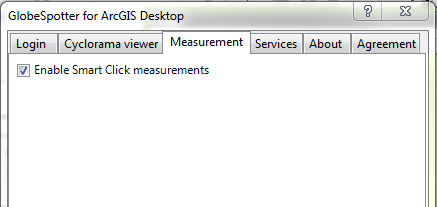 GlobeSpotter for ArcGIS Desktop
Login Cyclorama viewer Measurement Services About Agreement
Enable Smart Click measurements